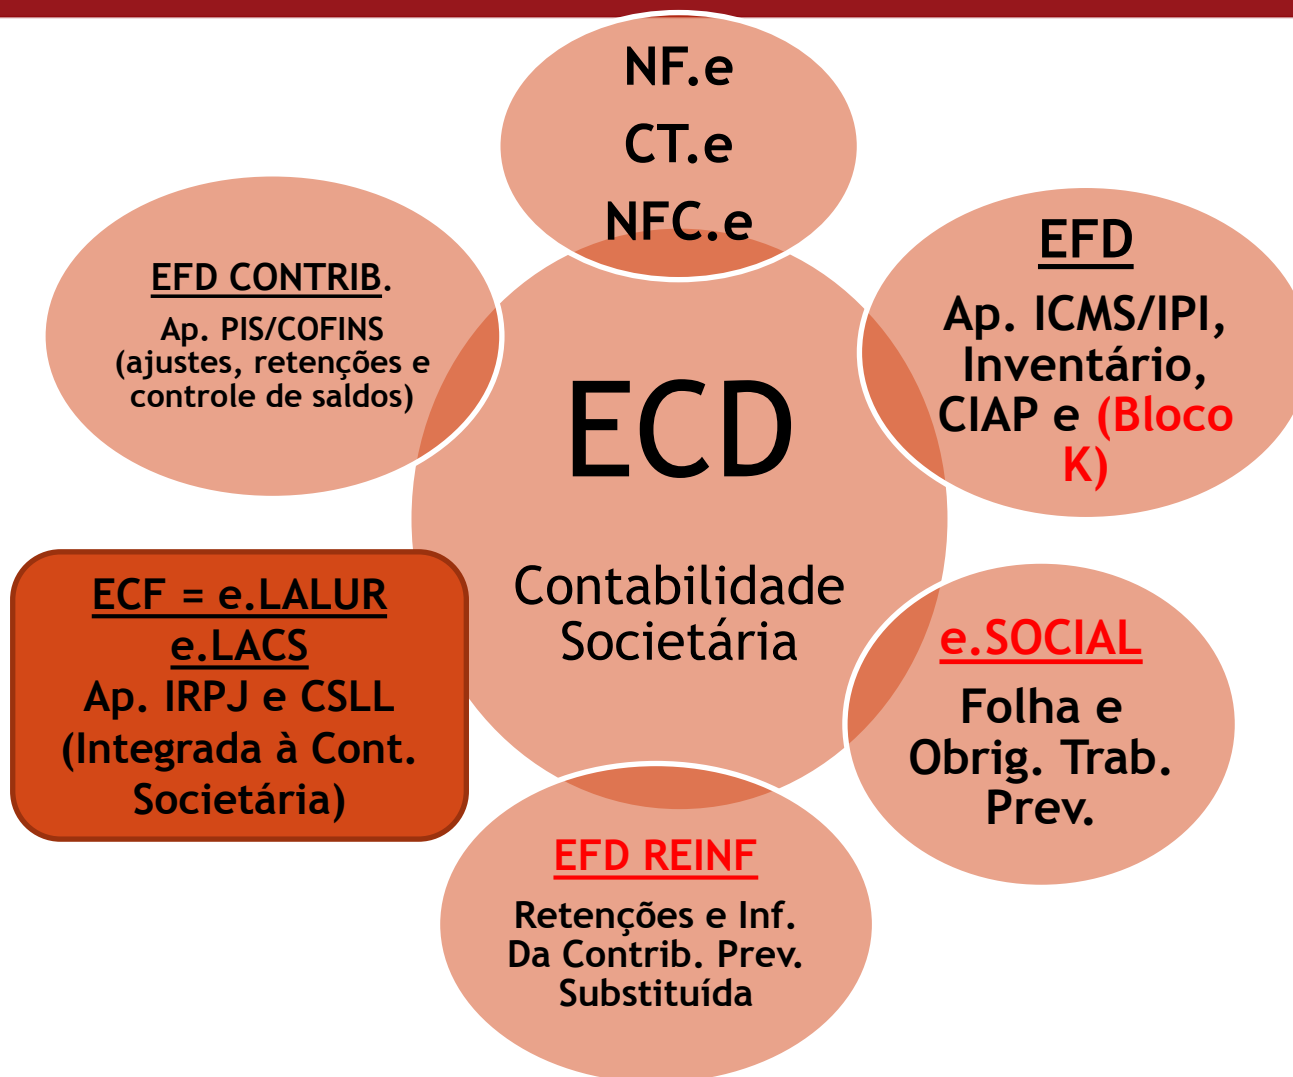 NF.e
CT.e
NFC.e
EFD CONTRIB.
Ap. PIS/COFINS
(ajustes, retenções e
controle de saldos)
EFD
Ap. ICMS/IPI,
Inventário,
CIAP e (Bloco
K)
ECD
Contabilidade
Societária
ECF = e.LALUR
e.LACS
Ap. IRPJ e CSLL
(Integrada à Cont.
Societária)
e.SOCIAL
Folha e
Obrig. Trab.
Prev.
EFD REINF
Retenções e Inf.
Da Contrib. Prev.
Substituída